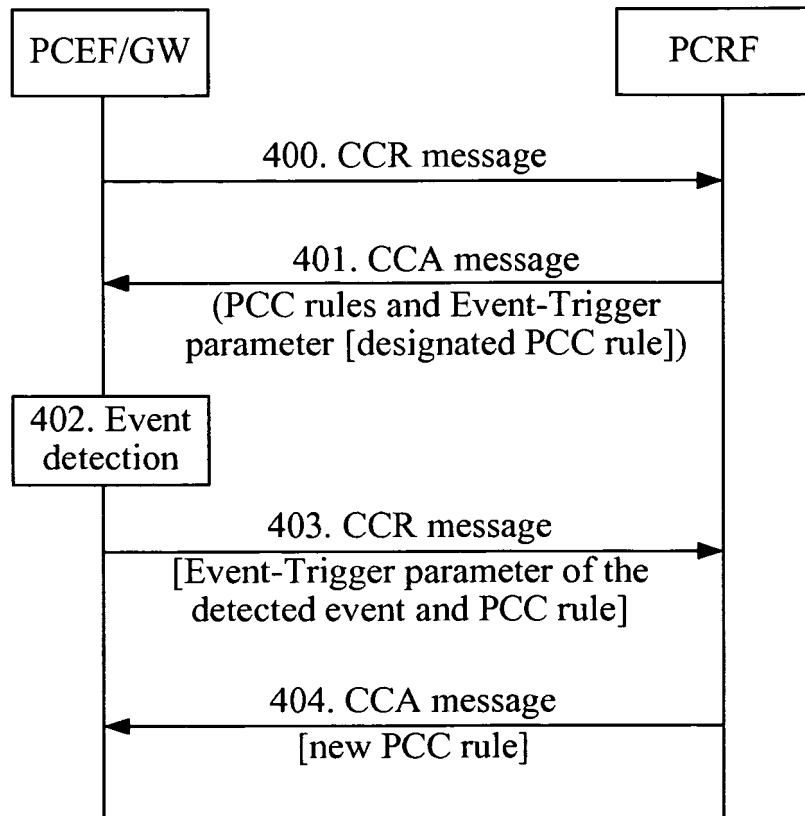 PCEF/GW
PCRF
400. CCR message
401. CCA message
(PCC rules and Event-Trigger
parameter [designated PCC rule])
402. Event
detection
403. CCR message
[Event-Trigger parameter of the
detected event and PCC rule]
404. CCA message
[new PCC rule]